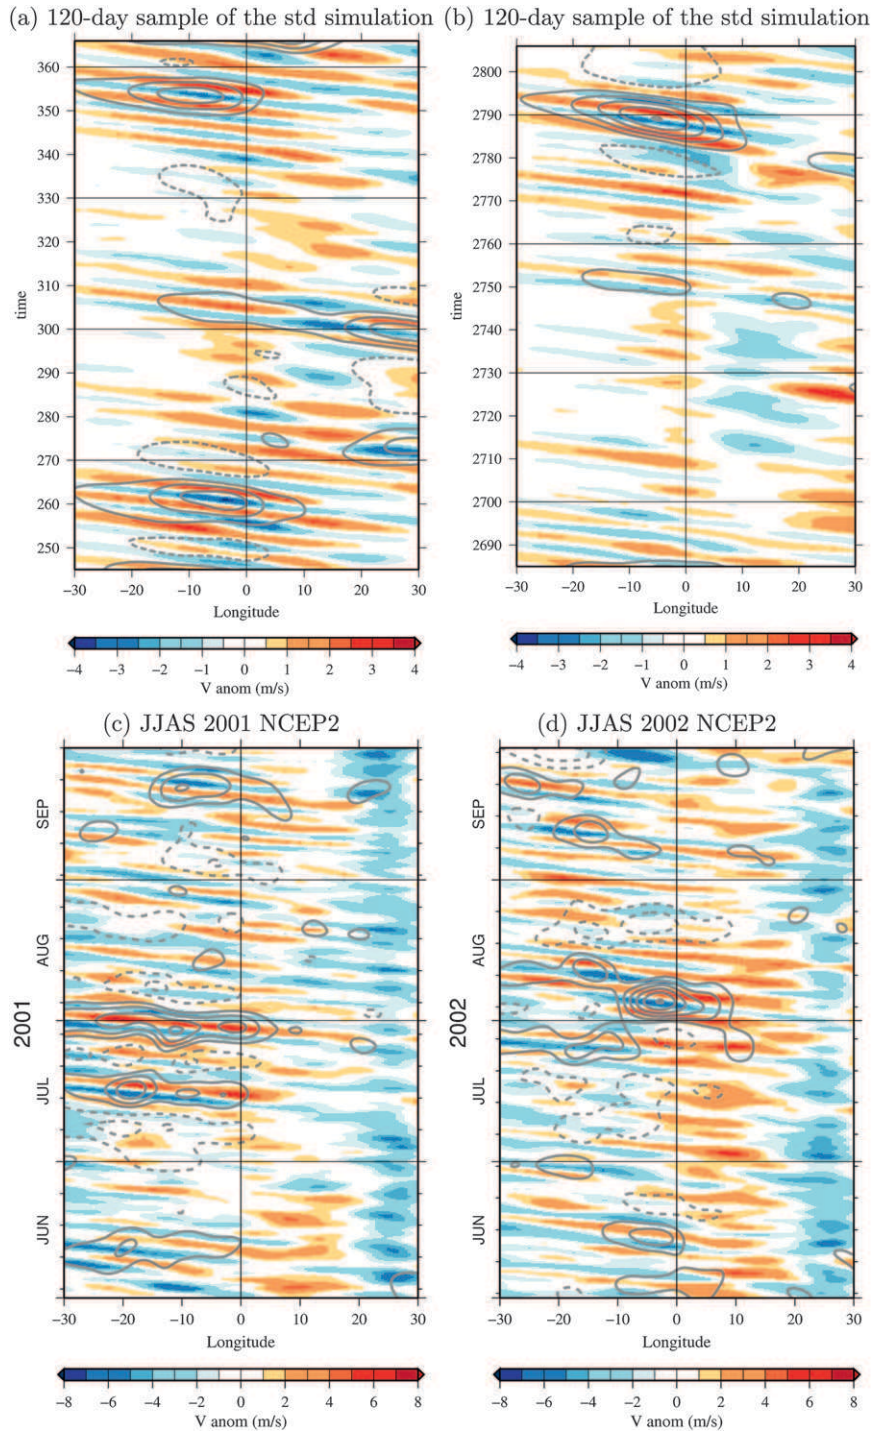 (a) 120-day sample of the std simulation
(b) 120-day sample of the std simulation
360
350
340
330
320
310
300
290
280
270
260
250
time
−30 −20 −10 0 10 20 30
Longitude
−4 −3 −2 −1 0 1 2 3 4
V anom (m/s)
2800
2790
2780
2770
2760
2750
2740
2730
2720
2710
2700
2690
time
−30 −20 −10 0 10 20 30
Longitude
−4 −3 −2 −1 0 1 2 3 4
V anom (m/s)
(c) JJAS 2001 NCEP2
(d) JJAS 2002 NCEP2
SEP
AUG
JUL
JUN
2001
−30 −20 −10 0 10 20 30
Longitude
−8 −6 −4 −2 0 2 4 6 8
V anom (m/s)
SEP
AUG
JUL
JUN
2002
−30 −20 −10 0 10 20 30
Longitude
−8 −6 −4 −2 0 2 4 6 8
V anom (m/s)